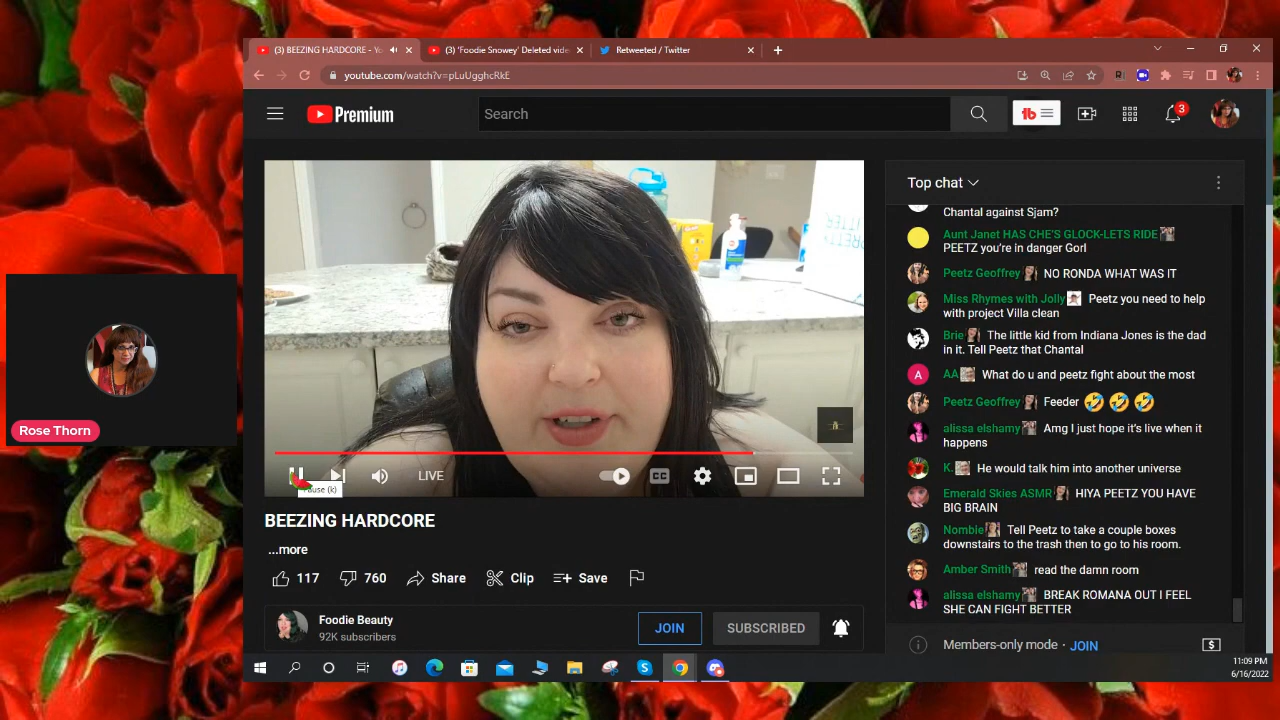 (3) BEEZING HARDCORE - Yo
(3) 'Foodie Snowey' Deleted vide
Retweeted / Twitter
youtube.com/watch?v=pLuUgghcRkE
Premium
Search
tb
3
Top chat
Chantal against Sjam?
Aunt Janet HAS CHE'S GLOCK-LETS RIDE
PEETZ you're in danger Gorl
Peetz Geoffrey NO RONDA WHAT WAS IT
Miss Rhymes with Jolly Peetz you need to help
with project Villa clean
Brie The little kid from Indiana Jones is the dad
in it. Tell Peetz that Chantal
A
AA What do u and peetz fight about the most
Peetz Geoffrey Feeder 🤣🤣🤣
alissa elshamy Amg I just hope it's live when it
happens
K. He would talk him into another universe
Emerald Skies ASMR HIYA PEETZ YOU HAVE
BIG BRAIN
Nombie Tell Peetz to take a couple boxes
downstairs to the trash then to go to his room.
Amber Smith read the damn room
alissa elshamy BREAK ROMANA OUT I FEEL
SHE CAN FIGHT BETTER
Members-only mode · JOIN
Rose Thorn
LIVE
CC
Pause (k)
BEEZING HARDCORE
...more
117
760
Share
Clip
Save
Foodie Beauty
92K subscribers
JOIN
SUBSCRIBED
11:09 PM
6/16/2022